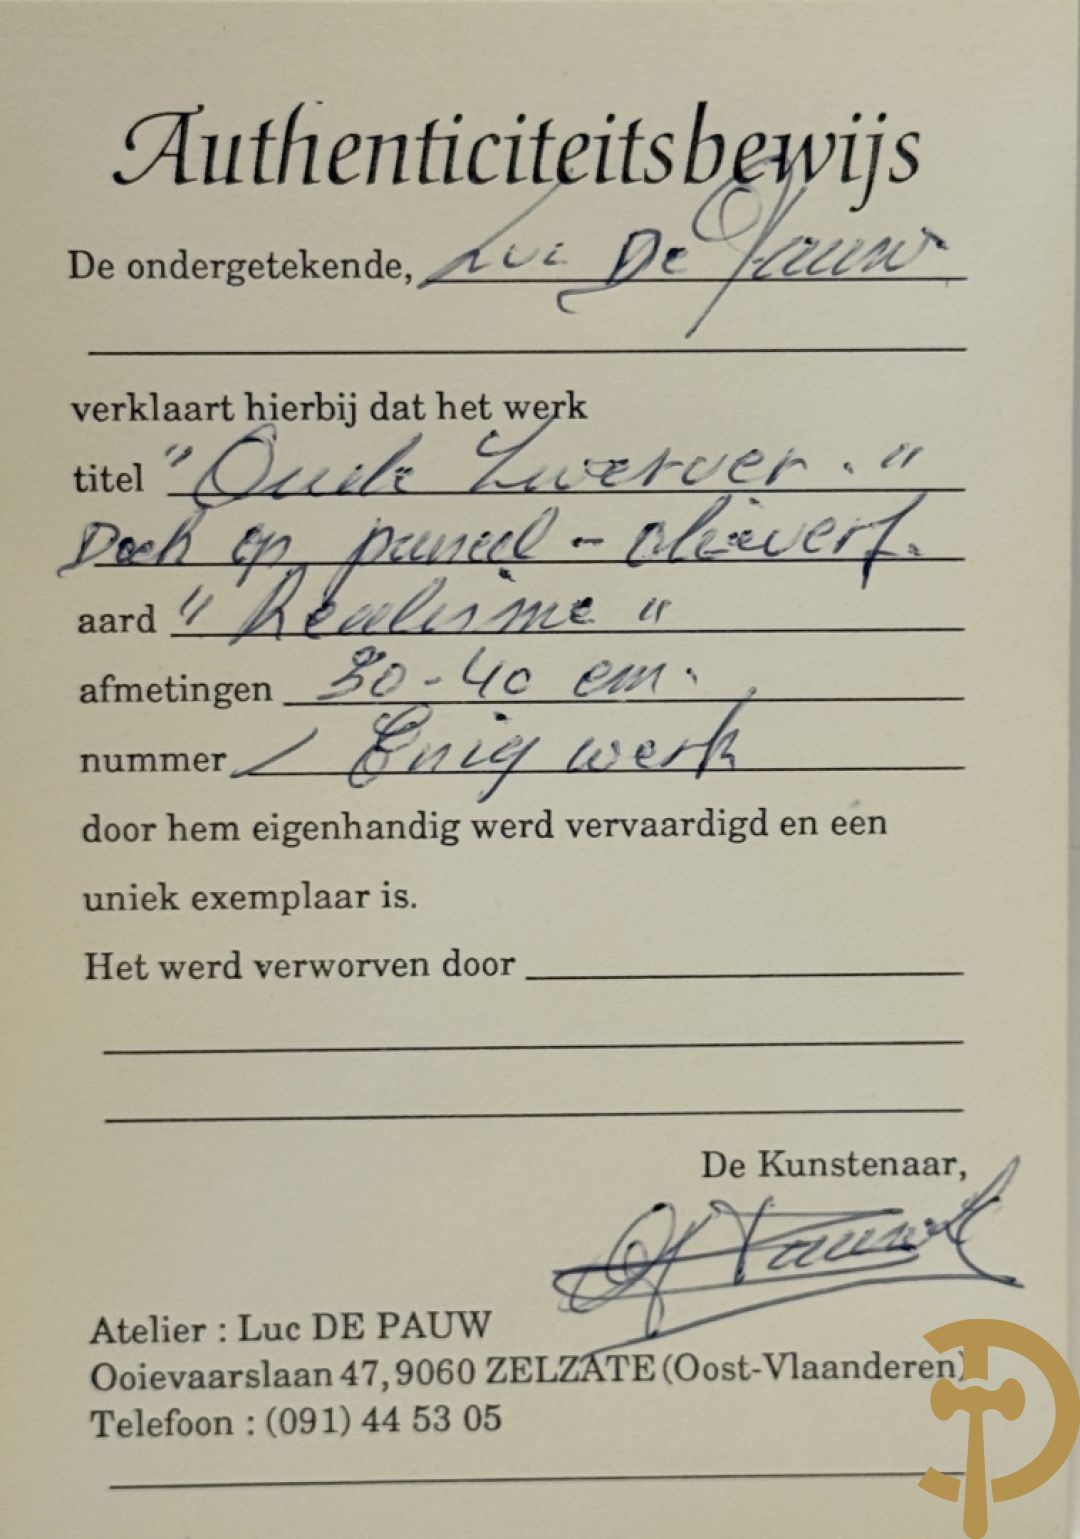 Authenticiteitsbewijs
De ondergetekende, Luc De Pauw
verklaart hierbij dat het werk
titel "Oude Zwerver."
Doek op paneel - olieverf.
aard "Realisme"
afmetingen 30-40 cm.
nummer / Enig werk
door hem eigenhandig werd vervaardigd en een
uniek exemplaar is.
Het werd verworven door
De Kunstenaar,
Atelier : Luc DE PAUW
Ooievaarslaan 47, 9060 ZELZATE (Oost-Vlaanderen)
Telefoon : (091) 44 53 05